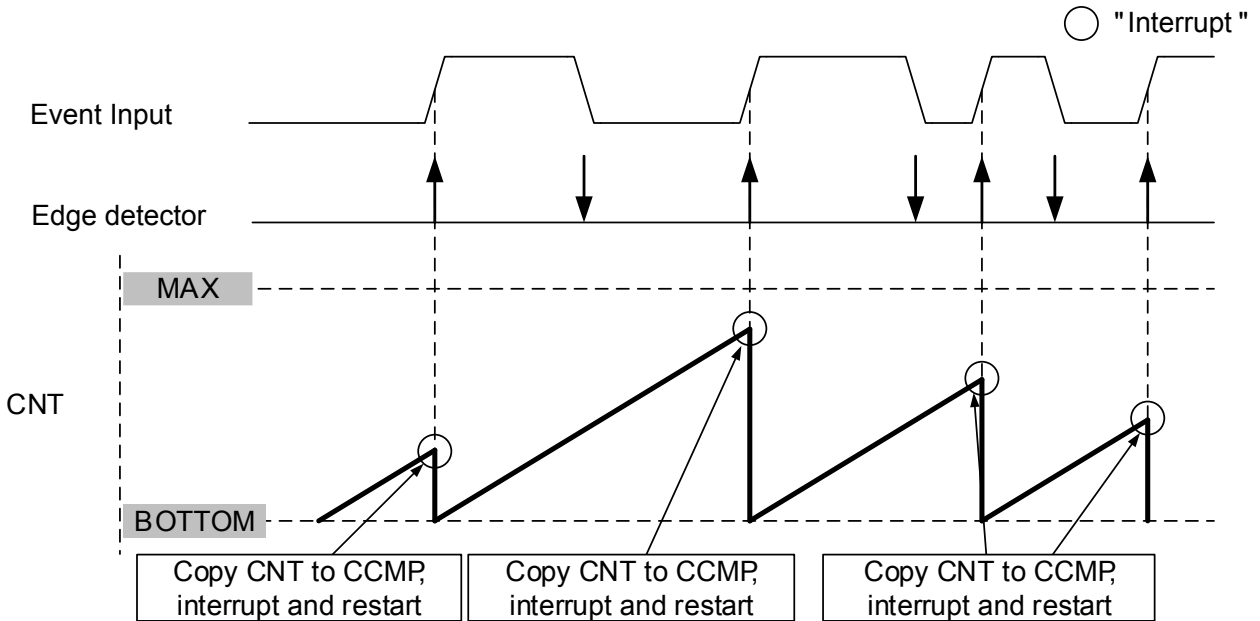 "Interrupt"
Event Input
Edge detector
MAX
CNT
BOTTOM
Copy CNT to CCMP,
interrupt and restart
Copy CNT to CCMP,
interrupt and restart
Copy CNT to CCMP,
interrupt and restart